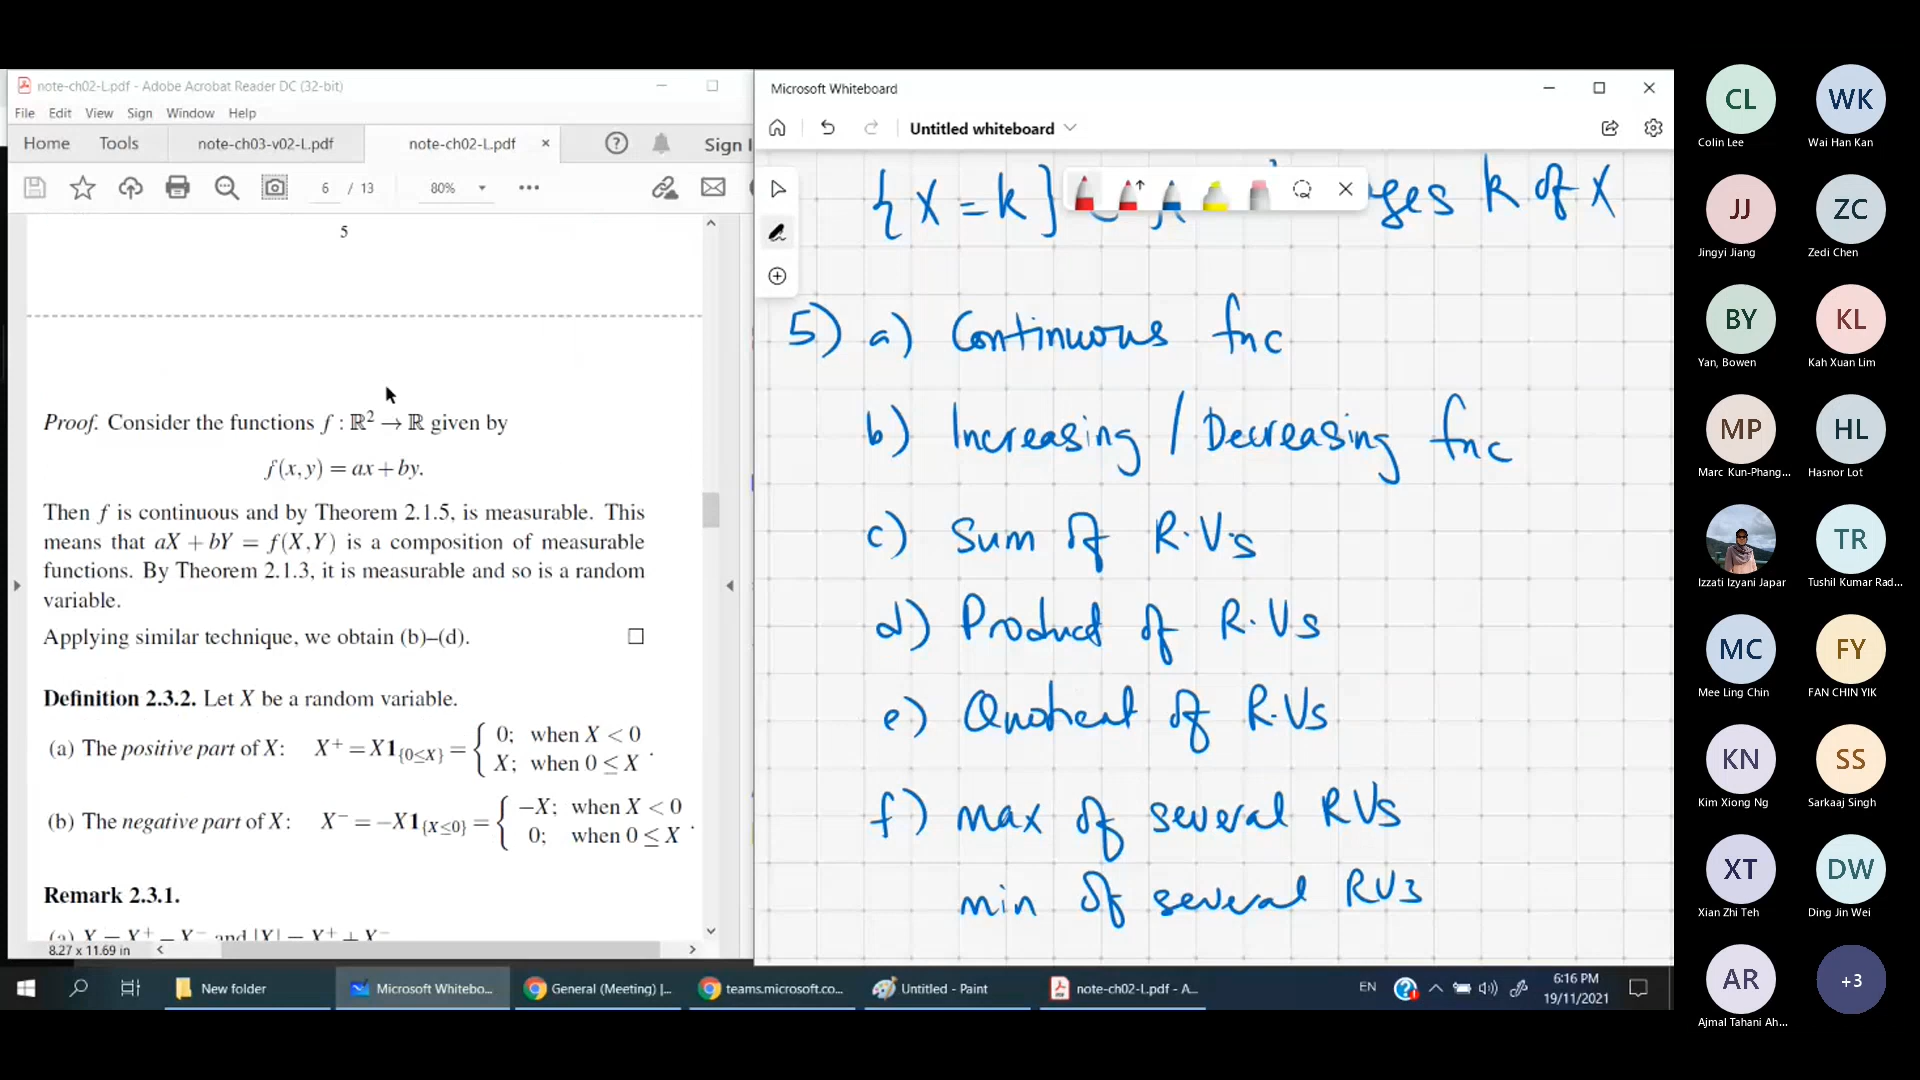 note-ch02-L.pdf - Adobe Acrobat Reader DC (32-bit)
File Edit View Sign Window Help
Home Tools note-ch03-v02-L.pdf note-ch02-L.pdf × Sign I
6 / 13 80%
5
Proof. Consider the functions f : ℝ² → ℝ given by
f(x,y) = ax + by.
Then f is continuous and by Theorem 2.1.5, is measurable. This
means that aX + bY = f(X,Y) is a composition of measurable
functions. By Theorem 2.1.3, it is measurable and so is a random
variable.
Applying similar technique, we obtain (b)–(d). □
Definition 2.3.2. Let X be a random variable.
(a) The positive part of X: X⁺ = X1_{0≤X} = { 0; when X < 0
X; when 0 ≤ X .
(b) The negative part of X: X⁻ = −X1_{X≤0} = { −X; when X < 0
0; when 0 ≤ X .
Remark 2.3.1.
(a) X = X⁺ − X⁻ and |X| = X⁺ + X⁻
8.27 x 11.69 in
Microsoft Whiteboard
Untitled whiteboard
{X = k} k of X
5) a) Continuous fnc
b) Increasing / Decreasing fnc
c) Sum of R.V.s
d) Product of R.Vs
e) Quotient of R.Vs
f) max of several RVs
min of several RVs
CL WK
Colin Lee Wai Han Kan
JJ ZC
Jingyi Jiang Zedi Chen
BY KL
Yan, Bowen Kah Xuan Lim
MP HL
Marc Kun-Phang... Hasnor Lot
TR
Izzati Izyani Japar Tushil Kumar Rad...
MC FY
Mee Ling Chin FAN CHIN YIK
KN SS
Kim Xiong Ng Sarkaaj Singh
XT DW
Xian Zhi Teh Ding Jin Wei
AR +3
Ajmal Tahani Ah...
New folder Microsoft Whitebo... General (Meeting) |... teams.microsoft.co... Untitled - Paint note-ch02-L.pdf - A... EN 6:16 PM
19/11/2021